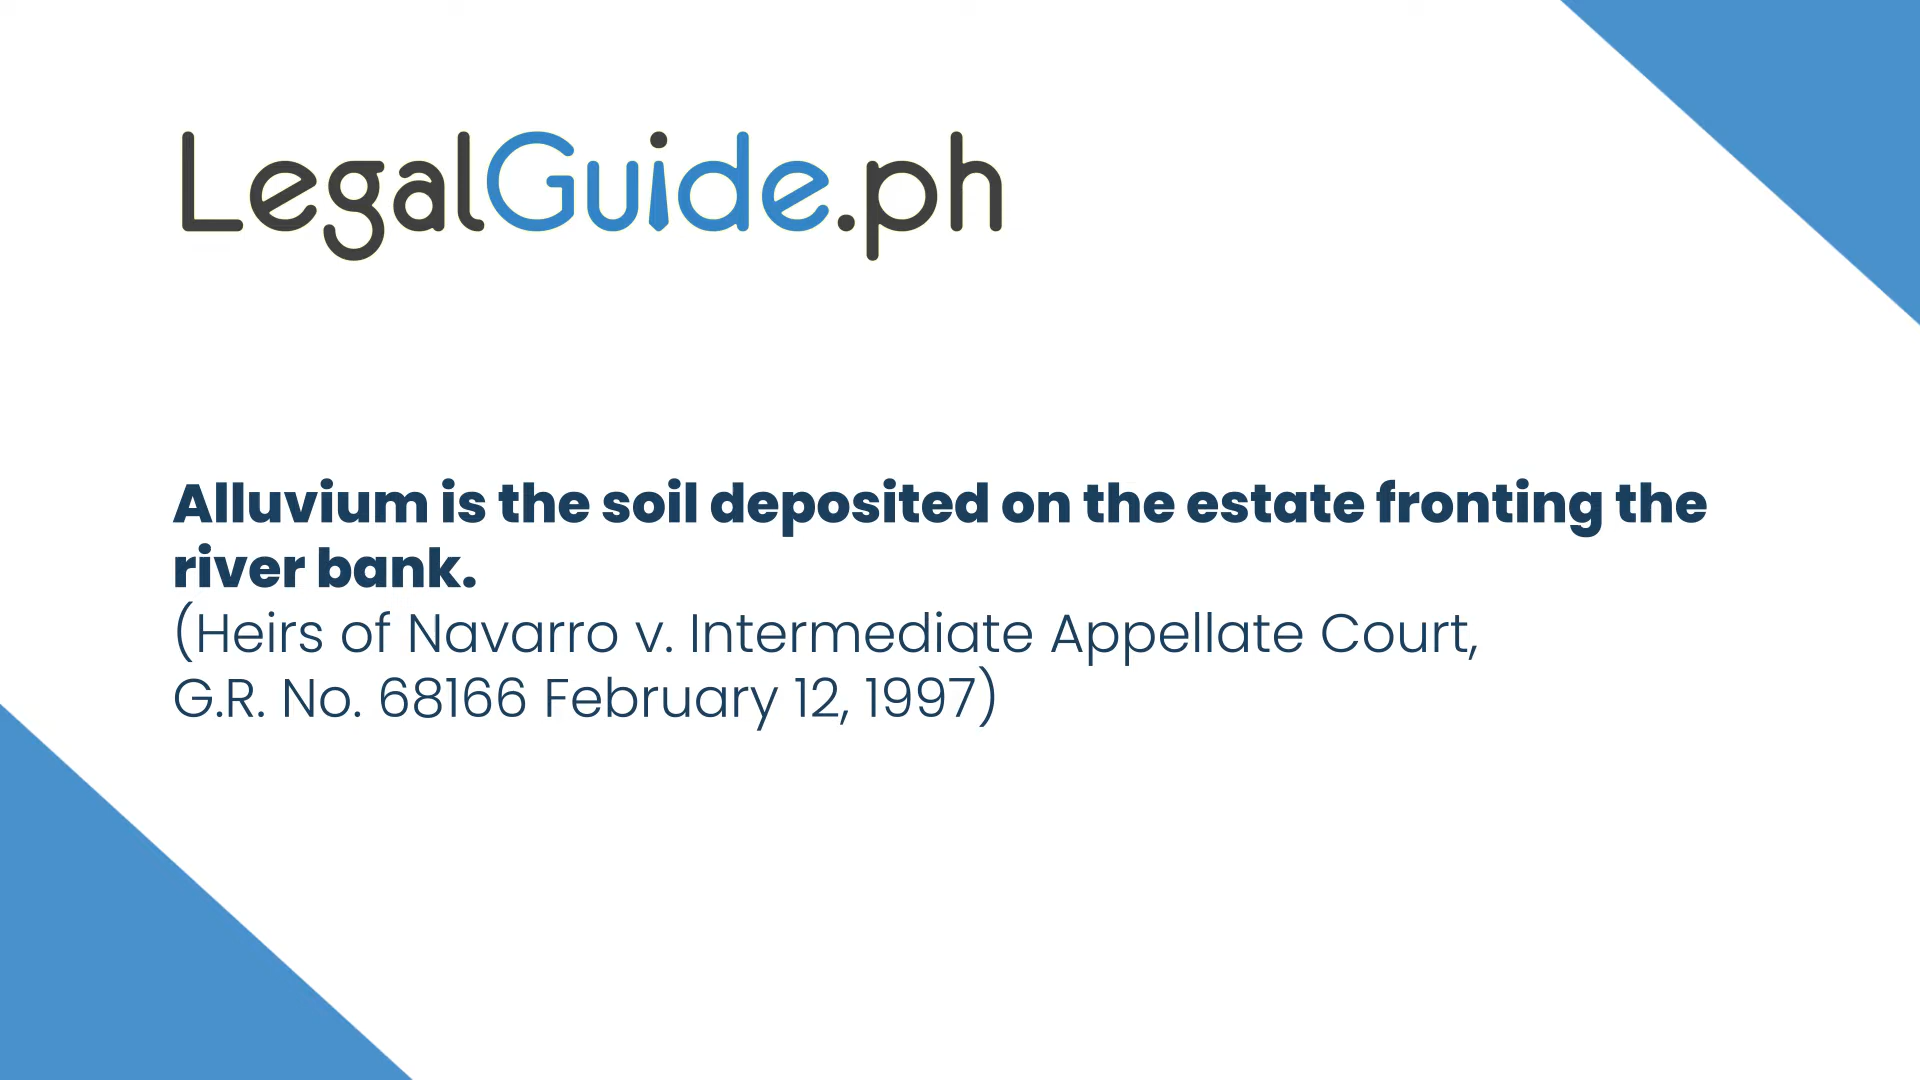 LegalGuide.ph
Alluvium is the soil deposited on the estate fronting the
river bank.
(Heirs of Navarro v. Intermediate Appellate Court,
G.R. No. 68166 February 12, 1997)